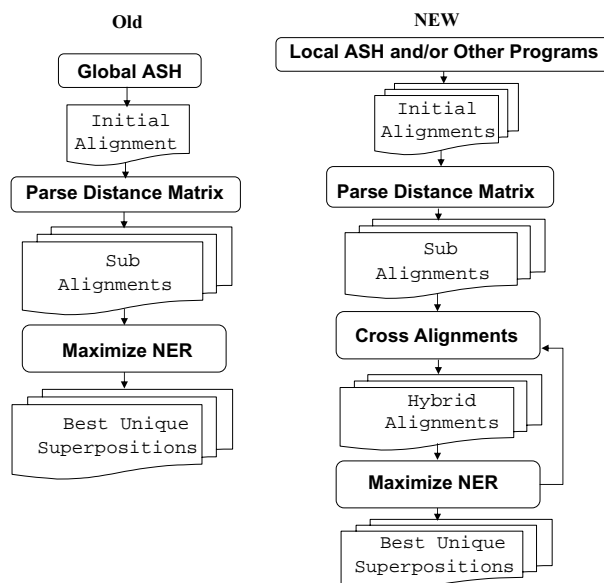 Old
Global ASH
Initial
Alignment
Parse Distance Matrix
Sub
Alignments
Maximize NER
Best Unique
Superpositions
NEW
Local ASH and/or Other Programs
Initial
Alignments
Parse Distance Matrix
Sub
Alignments
Cross Alignments
Hybrid
Alignments
Maximize NER
Best Unique
Superpositions